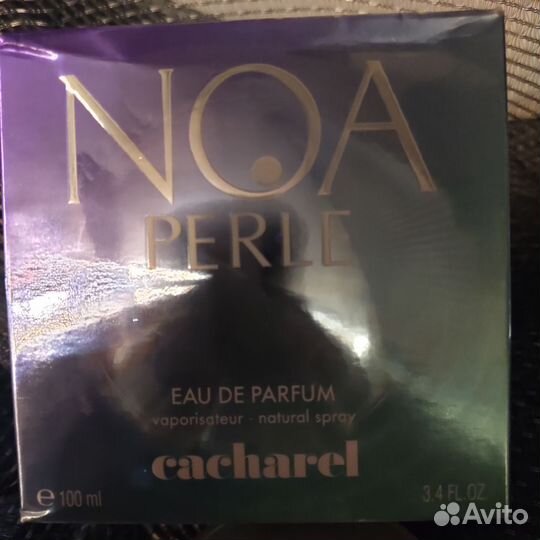 NOA
PERLE
EAU DE PARFUM
vaporisateur - natural spray
cacharel
e 100 ml 3.4 FL.OZ
Avito